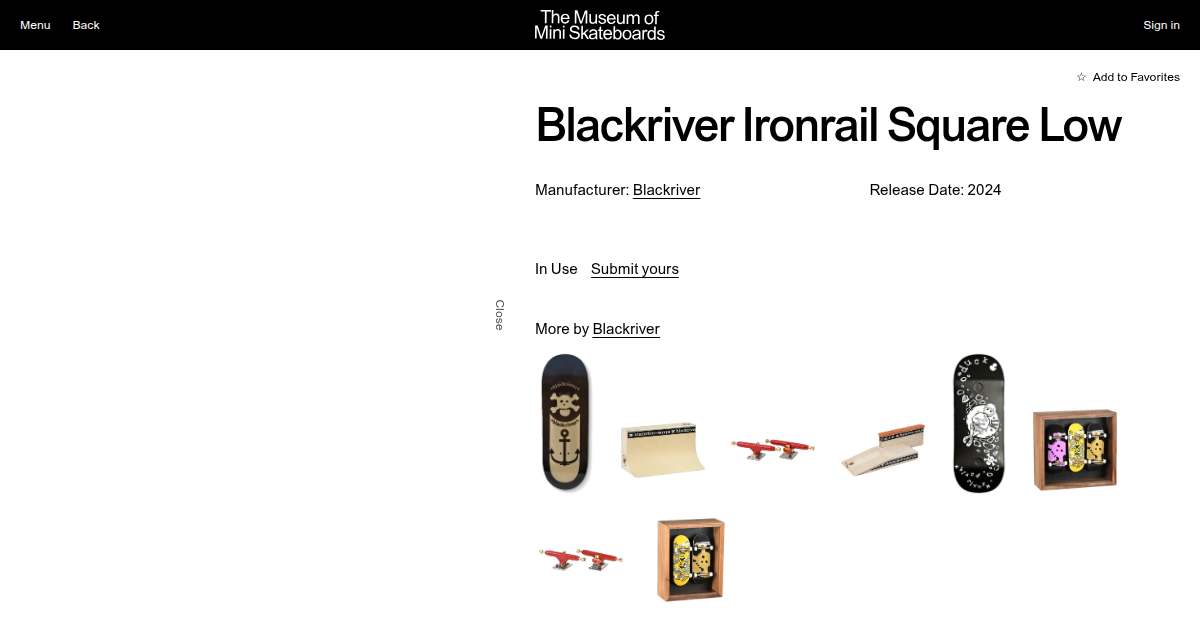 Menu
Back
The Museum of
Mini Skateboards
Sign in
☆ Add to Favorites
Blackriver Ironrail Square Low
Manufacturer: Blackriver
Release Date: 2024
In Use
Submit yours
Close
More by Blackriver